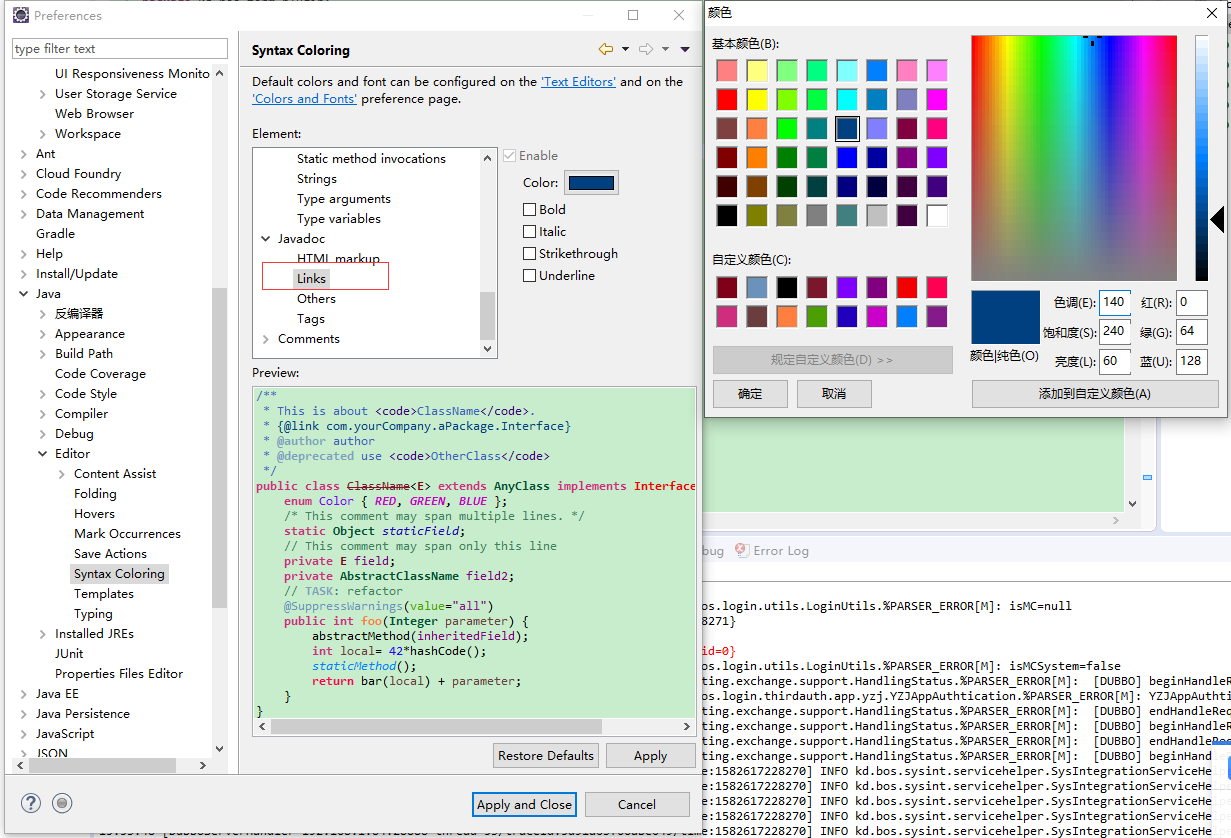 Preferences
type filter text
UI Responsiveness Monito
User Storage Service
Web Browser
Workspace
Ant
Cloud Foundry
Code Recommenders
Data Management
Gradle
Help
Install/Update
Java
反编译器
Appearance
Build Path
Code Coverage
Code Style
Compiler
Debug
Editor
Content Assist
Folding
Hovers
Mark Occurrences
Save Actions
Syntax Coloring
Templates
Typing
Installed JREs
JUnit
Properties Files Editor
Java EE
Java Persistence
JavaScript
JSON
Syntax Coloring
Default colors and font can be configured on the 'Text Editors' and on the
'Colors and Fonts' preference page.
Element:
Static method invocations
Strings
Type arguments
Type variables
Javadoc
HTML markup
Links
Others
Tags
Comments
Enable
Color:
Bold
Italic
Strikethrough
Underline
Preview:
/**
* This is about <code>ClassName</code>.
* {@link com.yourCompany.aPackage.Interface}
* @author author
* @deprecated use <code>OtherClass</code>
*/
public class ClassName<E> extends AnyClass implements Interface
enum Color { RED, GREEN, BLUE };
/* This comment may span multiple lines. */
static Object staticField;
// This comment may span only this line
private E field;
private AbstractClassName field2;
// TASK: refactor
@SuppressWarnings(value="all")
public int foo(Integer parameter) {
abstractMethod(inheritedField);
int local= 42*hashCode();
staticMethod();
return bar(local) + parameter;
}
}
Restore Defaults
Apply
Apply and Close
Cancel
颜色
基本颜色(B):
自定义颜色(C):
规定自定义颜色(D) >>
确定
取消
颜色|纯色(O)
色调(E): 140 红(R): 0
饱和度(S): 240 绿(G): 64
亮度(L): 60 蓝(U): 128
添加到自定义颜色(A)
bug Error Log
os.login.utils.LoginUtils.%PARSER_ERROR[M]: isMC=null
8271}
id=0}
os.login.utils.LoginUtils.%PARSER_ERROR[M]: isMCSystem=false
ting.exchange.support.HandlingStatus.%PARSER_ERROR[M]: [DUBBO] beginHandleR
os.login.thirdauth.app.yzj.YZJAppAuthtication.%PARSER_ERROR[M]: YZJAppAuthti
ting.exchange.support.HandlingStatus.%PARSER_ERROR[M]: [DUBBO] endHandleReq
ting.exchange.support.HandlingStatus.%PARSER_ERROR[M]: [DUBBO] beginHandleR
ting.exchange.support.HandlingStatus.%PARSER_ERROR[M]: [DUBBO] endHandleReq
ting.exchange.support.HandlingStatus.%PARSER_ERROR[M]: [DUBBO] beginHandleR
e:1582617228270] INFO kd.bos.sysint.servicehelper.SysIntegrationServiceHe
e:1582617228270] INFO kd.bos.sysint.servicehelper.SysIntegrationServiceHe
e:1582617228270] INFO kd.bos.sysint.servicehelper.SysIntegrationServiceHe
e:1582617228270] INFO kd.bos.sysint.servicehelper.SysIntegrationServiceHe
e:1582617228270] INFO kd.bos.sysint.servicehelper.SysIntegrationServiceHe